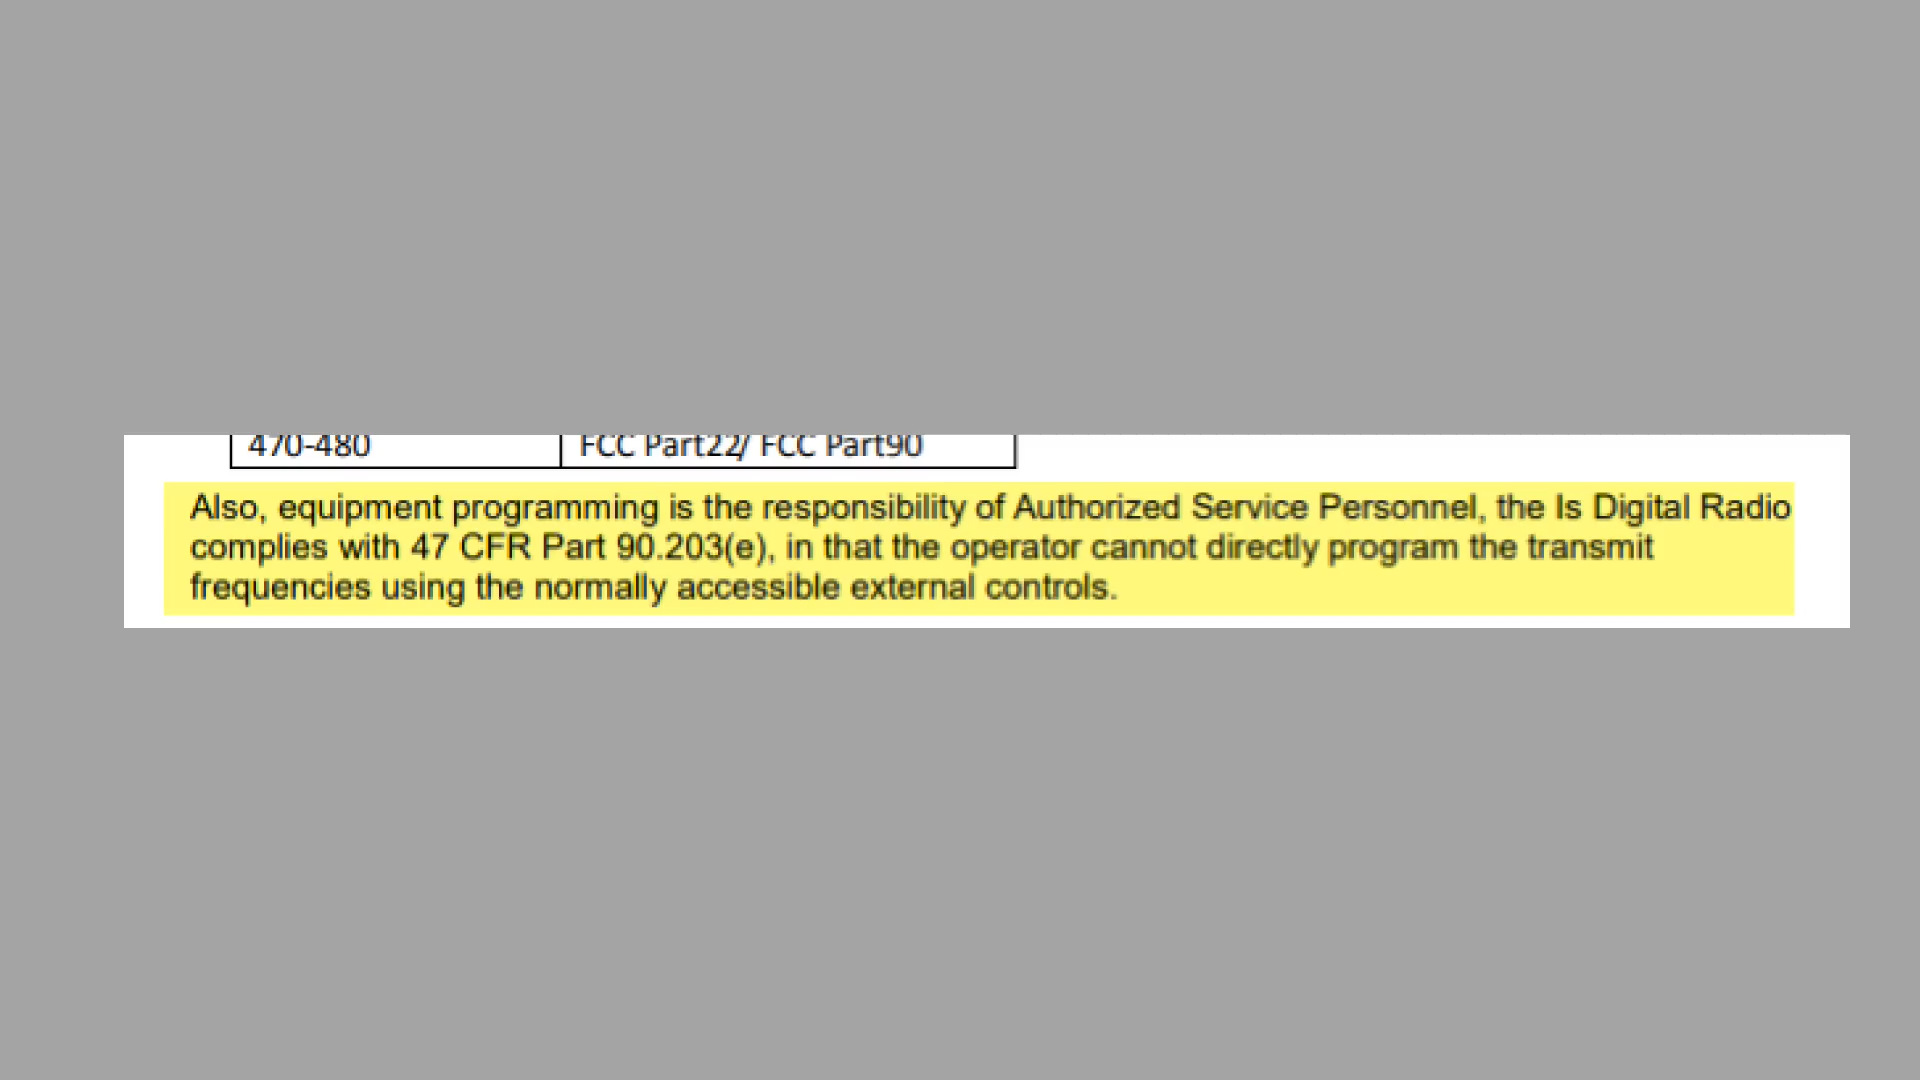 470-480 FCC Part22/ FCC Part90
Also, equipment programming is the responsibility of Authorized Service Personnel, the Is Digital Radio
complies with 47 CFR Part 90.203(e), in that the operator cannot directly program the transmit
frequencies using the normally accessible external controls.